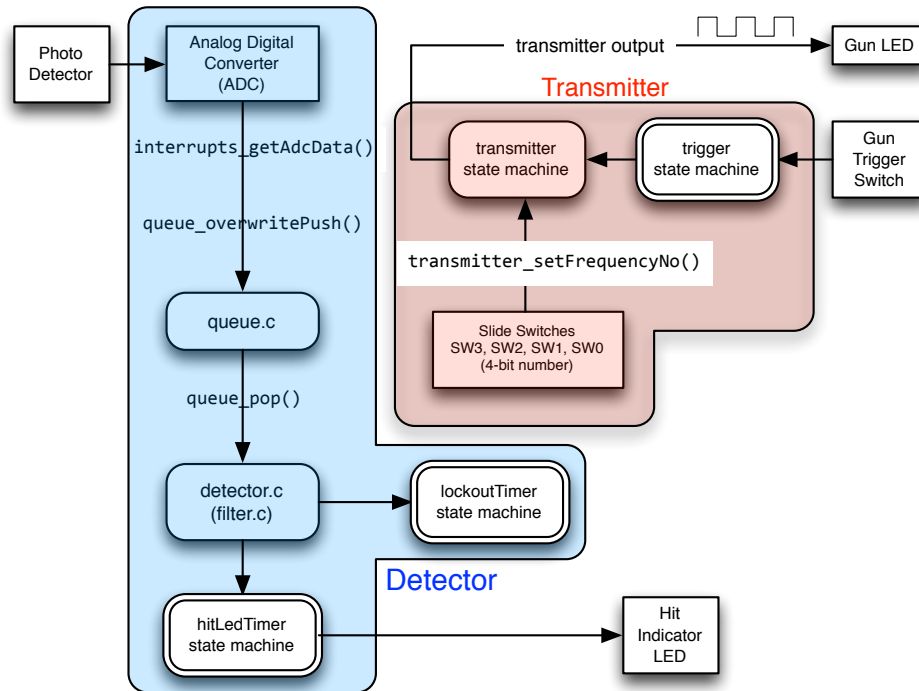 Photo
Detector
Analog Digital
Converter
(ADC)
interrupts_getAdcData()
queue_overwritePush()
queue.c
queue_pop()
detector.c
(filter.c)
lockoutTimer
state machine
Detector
hitLedTimer
state machine
Hit
Indicator
LED
transmitter output
Gun LED
Transmitter
transmitter
state machine
trigger
state machine
Gun
Trigger
Switch
transmitter_setFrequencyNo()
Slide Switches
SW3, SW2, SW1, SW0
(4-bit number)